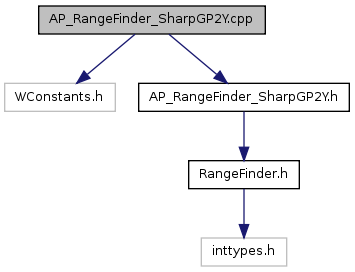 AP_RangeFinder_SharpGP2Y.cpp
WConstants.h
AP_RangeFinder_SharpGP2Y.h
RangeFinder.h
inttypes.h